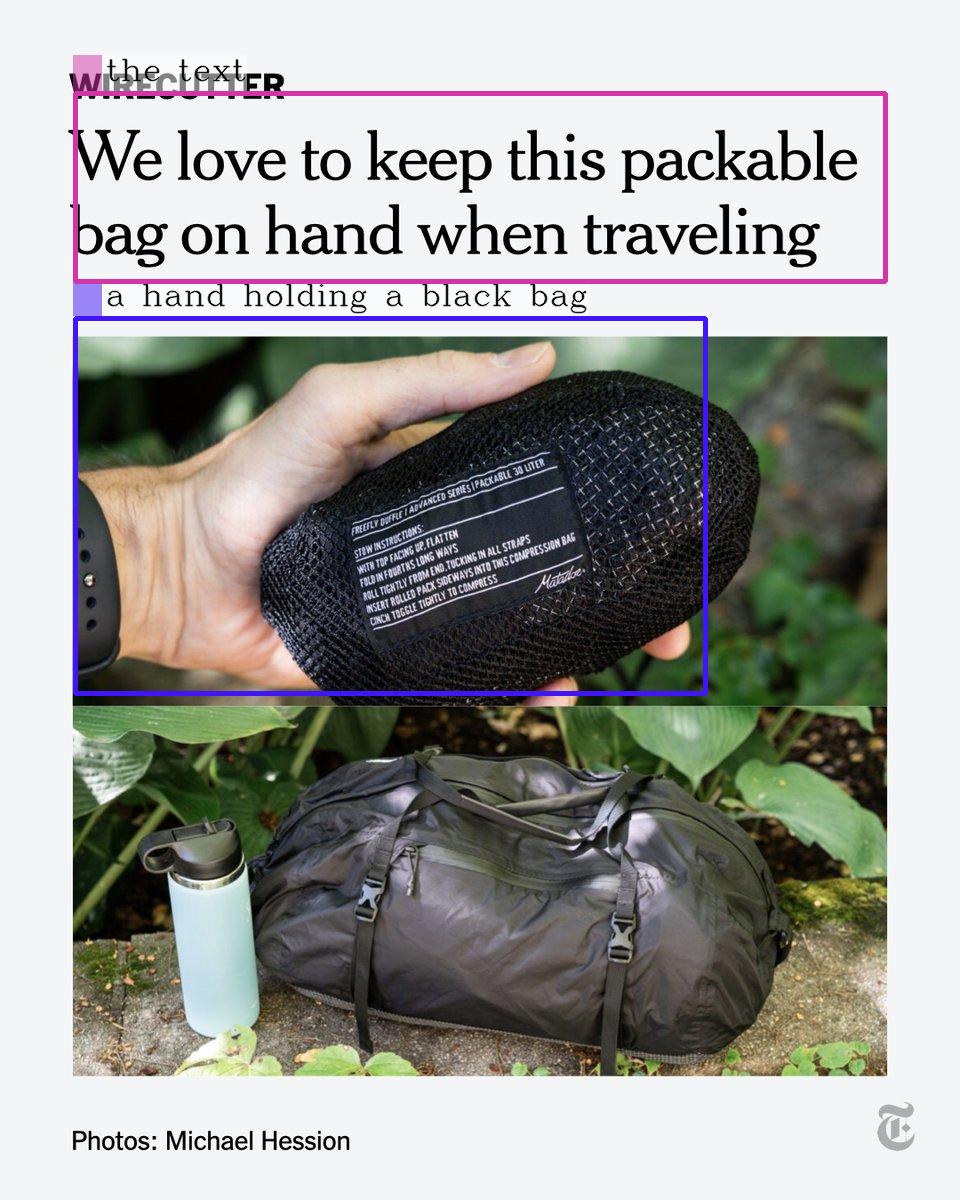 the text
WIRECUTTER
We love to keep this packable
bag on hand when traveling
a hand holding a black bag
FREEFLY DUFFLE | ADVANCED SERIES | PACKABLE 30 LITER
STOW INSTRUCTIONS:
WITH TOP FACING UP, FLATTEN
FOLD IN FOURTHS LONG WAYS
ROLL TIGHTLY FROM END, TUCKING IN ALL STRAPS
INSERT ROLLED PACK SIDEWAYS INTO THIS COMPRESSION BAG
CINCH TOGGLE TIGHTLY TO COMPRESS
Matador
Photos: Michael Hession
T